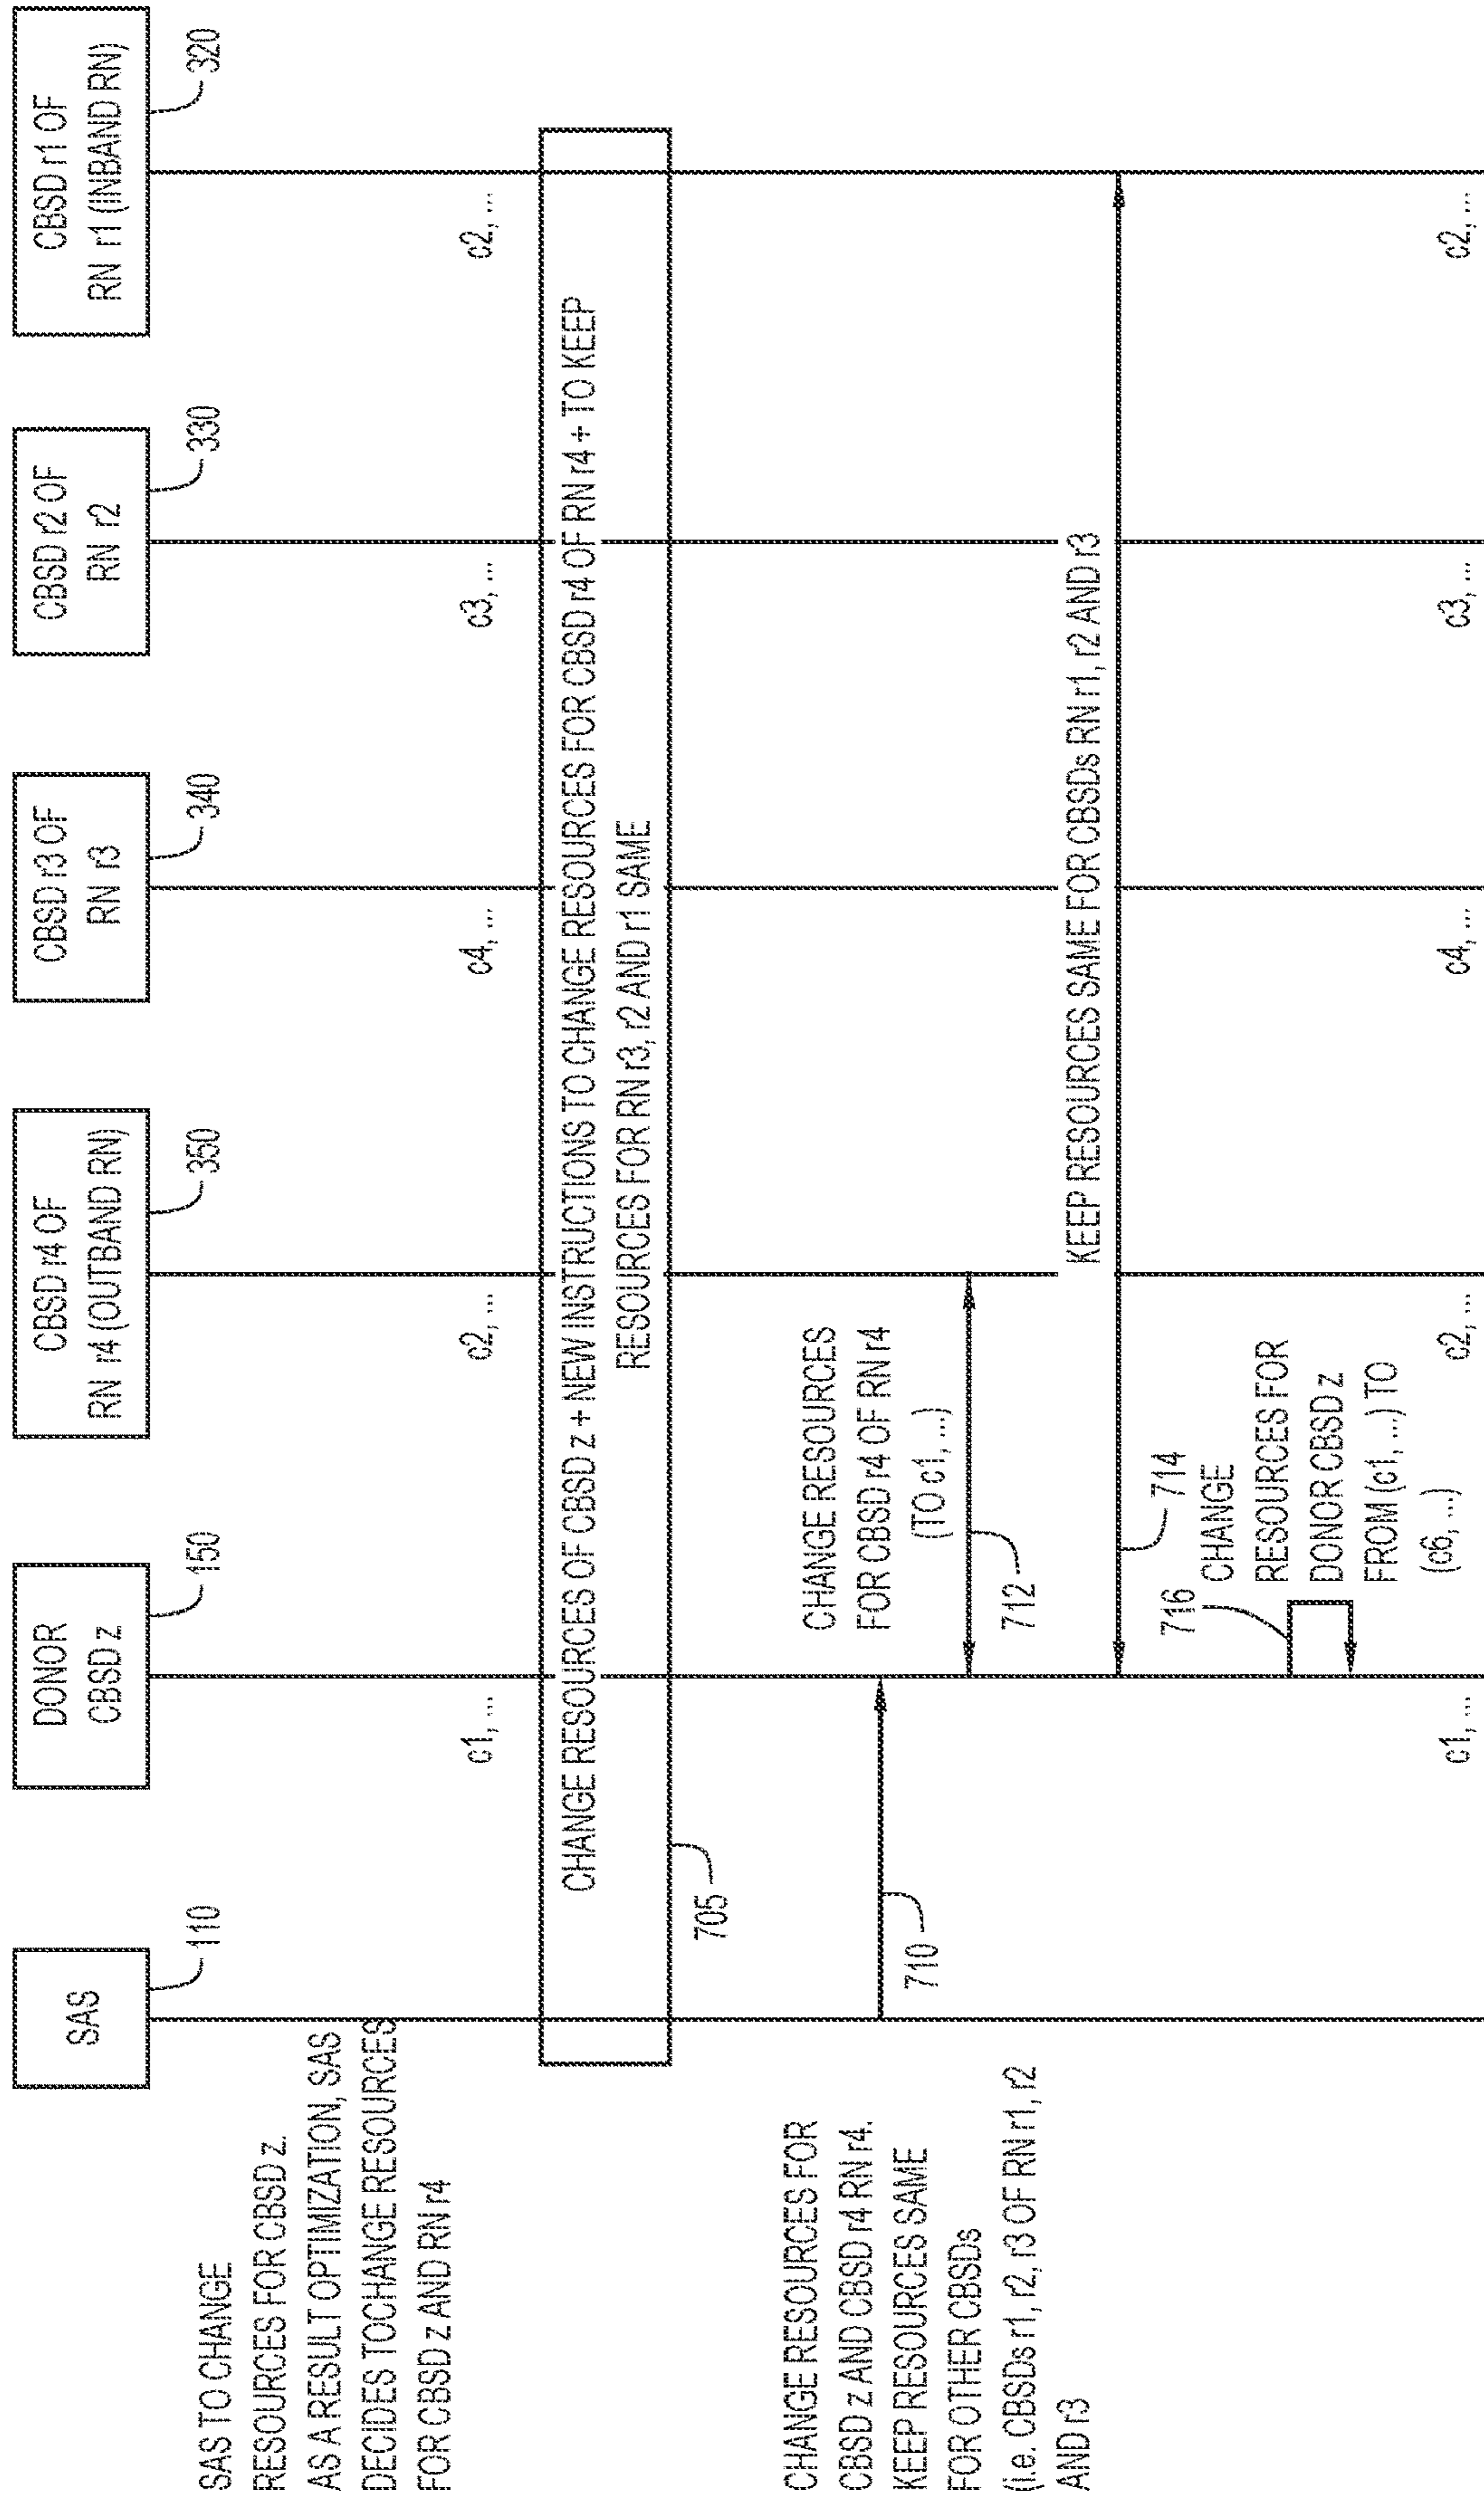 SAS
110
DONOR
CBSD z
150
CBSD r4 OF
RN r4 (OUTBAND RN)
350
CBSD r3 OF
RN r3
340
CBSD r2 OF
RN r2
330
CBSD r1 OF
RN r1 (INBAND RN)
320
SAS TO CHANGE
RESOURCES FOR CBSD z.
AS A RESULT OPTIMIZATION, SAS
DECIDES TOCHANGE RESOURCES
FOR CBSD z AND RN r4
c1, ...
c2, ...
c4, ...
c3, ...
c2, ...
CHANGE RESOURCES OF CBSD z + NEW INSTRUCTIONS TO CHANGE RESOURCES FOR CBSD r4 OF RN r4 + TO KEEP
RESOURCES FOR RN r3, r2 AND r1 SAME
705
CHANGE RESOURCES FOR
CBSD z AND CBSD r4 RN r4.
KEEP RESOURCES SAME
FOR OTHER CBSDs
(i.e. CBSDs r1, r2, r3 OF RN r1, r2
AND r3
710
CHANGE RESOURCES
FOR CBSD r4 OF RN r4
(TO c1, ...)
712
KEEP RESOURCES SAME FOR CBSDs RN r1, r2 AND r3
714
716
CHANGE
RESOURCES FOR
DONOR CBSD z
FROM (c1, ...) TO
(c6, ...)
c1, ...
c2, ...
c4, ...
c3, ...
c2, ...